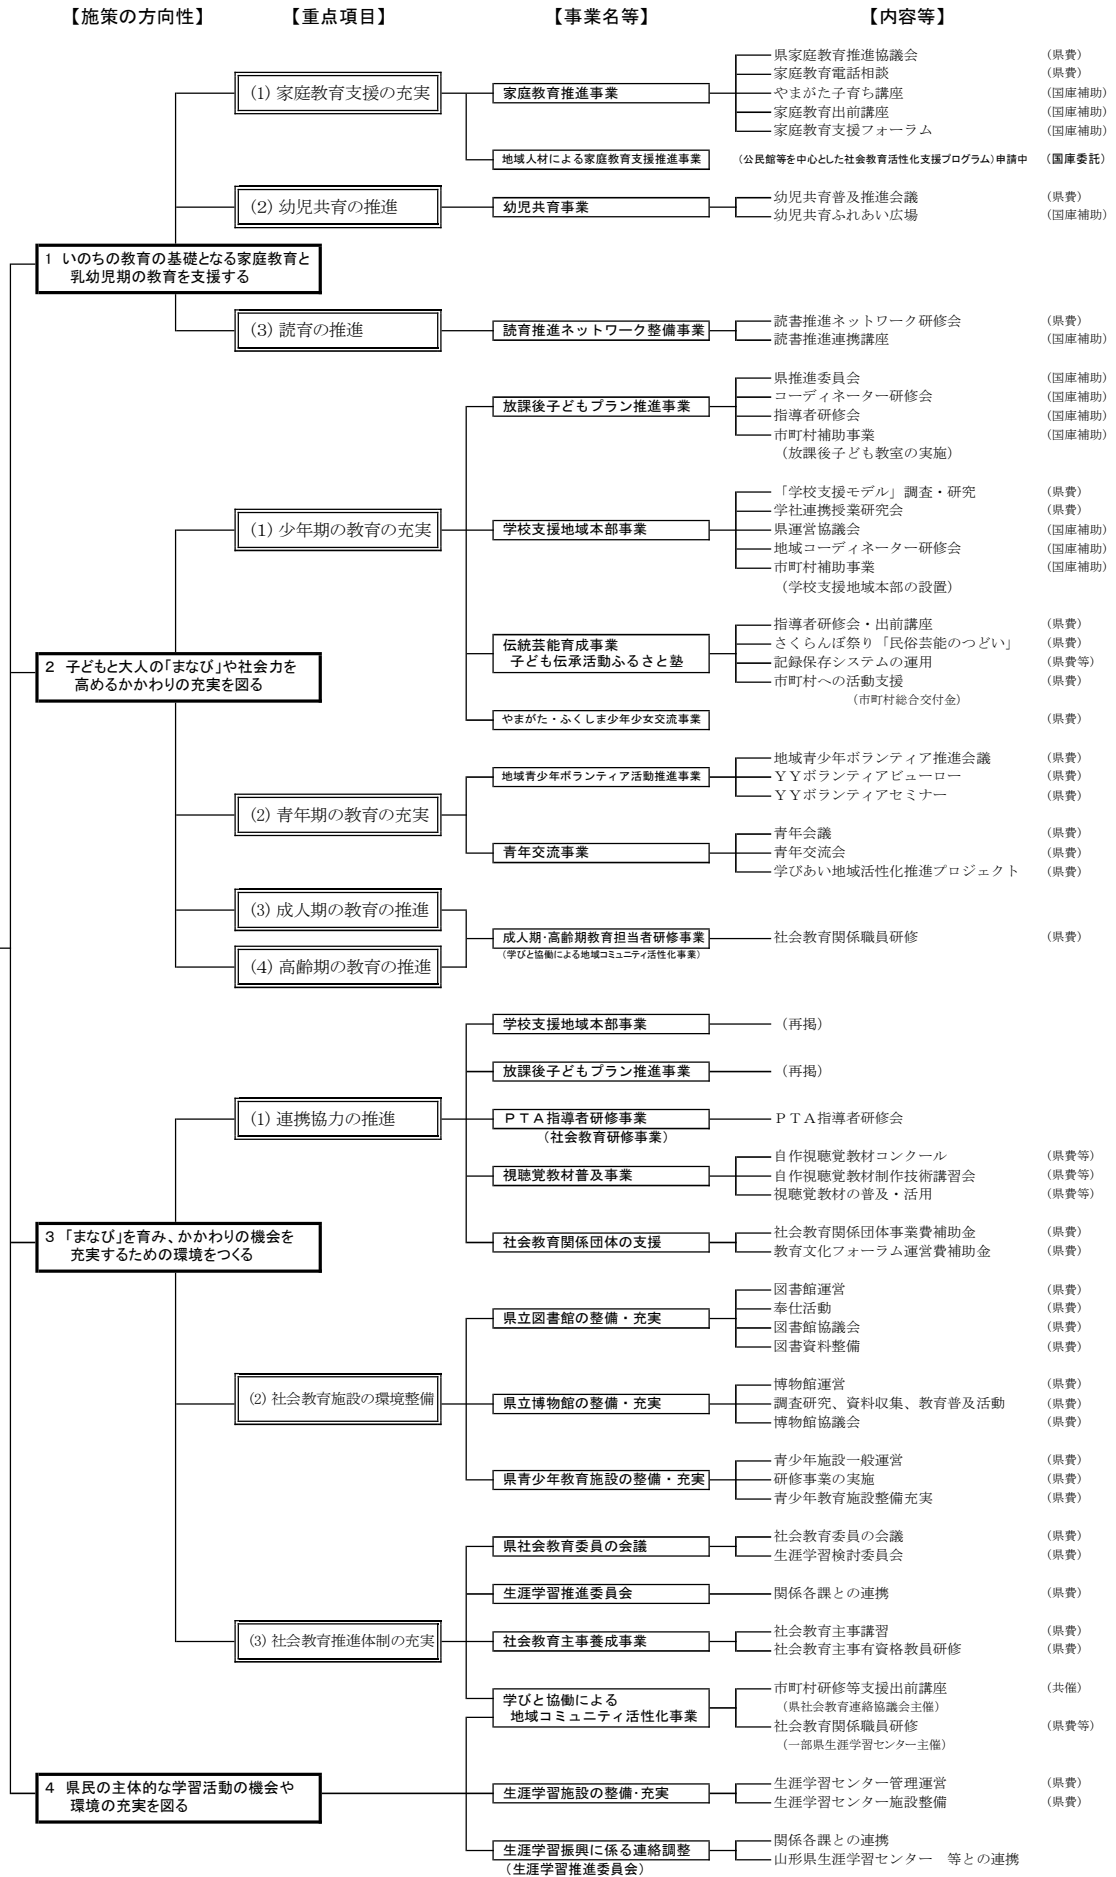 【施策の方向性】 【重点項目】 【事業名等】 【内容等】
1 いのちの教育の基礎となる家庭教育と
乳幼児期の教育を支援する
(1) 家庭教育支援の充実
家庭教育推進事業
県家庭教育推進協議会 (県費)
家庭教育電話相談 (県費)
やまがた子育ち講座 (国庫補助)
家庭教育出前講座 (国庫補助)
家庭教育支援フォーラム (国庫補助)
地域人材による家庭教育支援推進事業 (公民館等を中心とした社会教育活性化支援プログラム)申請中 (国庫委託)
(2) 幼児共育の推進
幼児共育事業
幼児共育普及推進会議 (県費)
幼児共育ふれあい広場 (国庫補助)
(3) 読育の推進
読育推進ネットワーク整備事業
読書推進ネットワーク研修会 (県費)
読書推進連携講座 (国庫補助)
2 子どもと大人の「まなび」や社会力を
高めるかかわりの充実を図る
(1) 少年期の教育の充実
放課後子どもプラン推進事業
県推進委員会 (国庫補助)
コーディネーター研修会 (国庫補助)
指導者研修会 (国庫補助)
市町村補助事業 (国庫補助)
(放課後子ども教室の実施)
学校支援地域本部事業
「学校支援モデル」調査・研究 (県費)
学社連携授業研究会 (県費)
県運営協議会 (国庫補助)
地域コーディネーター研修会 (国庫補助)
市町村補助事業 (国庫補助)
(学校支援地域本部の設置)
伝統芸能育成事業
子ども伝承活動ふるさと塾
指導者研修会・出前講座 (県費)
さくらんぼ祭り「民俗芸能のつどい」 (県費)
記録保存システムの運用 (県費等)
市町村への活動支援 (県費)
(市町村総合交付金)
やまがた・ふくしま少年少女交流事業 (県費)
(2) 青年期の教育の充実
地域青少年ボランティア活動推進事業
地域青少年ボランティア推進会議 (県費)
YYボランティアビューロー (県費)
YYボランティアセミナー (県費)
青年交流事業
青年会議 (県費)
青年交流会 (県費)
学びあい地域活性化推進プロジェクト (県費)
(3) 成人期の教育の推進
(4) 高齢期の教育の推進
成人期・高齢期教育担当者研修事業
(学びと協働による地域コミュニティ活性化事業)
社会教育関係職員研修 (県費)
3 「まなび」を育み、かかわりの機会を
充実するための環境をつくる
(1) 連携協力の推進
学校支援地域本部事業 (再掲)
放課後子どもプラン推進事業 (再掲)
PTA指導者研修事業 PTA指導者研修会 (県費)
(社会教育研修事業)
視聴覚教材普及事業
自作視聴覚教材コンクール (県費等)
自作視聴覚教材制作技術講習会 (県費等)
視聴覚教材の普及・活用 (県費等)
社会教育関係団体の支援
社会教育関係団体事業費補助金 (県費)
教育文化フォーラム運営費補助金 (県費)
(2) 社会教育施設の環境整備
県立図書館の整備・充実
図書館運営 (県費)
奉仕活動 (県費)
図書館協議会 (県費)
図書資料整備 (県費)
県立博物館の整備・充実
博物館運営 (県費)
調査研究、資料収集、教育普及活動 (県費)
博物館協議会 (県費)
県青少年教育施設の整備・充実
青少年施設一般運営 (県費)
研修事業の実施 (県費)
青少年教育施設整備充実 (県費)
(3) 社会教育推進体制の充実
県社会教育委員の会議
社会教育委員の会議 (県費)
生涯学習検討委員会 (県費)
生涯学習推進委員会 関係各課との連携 (県費)
社会教育主事養成事業
社会教育主事講習 (県費)
社会教育主事有資格教員研修 (県費)
学びと協働による
地域コミュニティ活性化事業
市町村研修等支援出前講座 (共催)
(県社会教育連絡協議会主催)
社会教育関係職員研修 (県費等)
(一部県生涯学習センター主催)
4 県民の主体的な学習活動の機会や
環境の充実を図る
生涯学習施設の整備・充実
生涯学習センター管理運営 (県費)
生涯学習センター施設整備 (県費)
生涯学習振興に係る連絡調整
(生涯学習推進委員会)
関係各課との連携
山形県生涯学習センター 等との連携